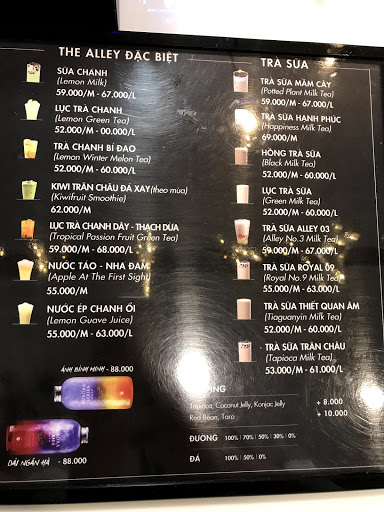 THE ALLEY ĐẶC BIỆT
SỮA CHANH
(Lemon Milk)
59.000/M - 67.000/L
LỤC TRÀ CHANH
(Lemon Green Tea)
52.000/M - 00.000/L
TRÀ CHANH BÍ ĐAO
(Lemon Winter Melon Tea)
52.000/M - 60.000/L
KIWI TRÂN CHÂU ĐÁ XAY (theo mùa)
(Kiwifruit Smoothie)
62.000/M
LỤC TRÀ CHANH DÂY - THẠCH DỪA
(Tropical Passion Fruit Green Tea)
59.000/M - 68.000/L
NƯỚC TÁO - NHA ĐAM
(Apple At The First Sight)
55.000/M
NƯỚC ÉP CHANH ỔI
(Lemon Guave Juice)
55.000/M - 63.000/L
ÁNH BÌNH MINH - 88.000
DẢI NGÂN HÀ - 88.000
TRÀ SỮA
TRÀ SỮA MẦM CÂY
(Potted Plant Milk Tea)
59.000/M - 67.000/L
TRÀ SỮA HẠNH PHÚC
(Happiness Milk Tea)
69.000/M
HỒNG TRÀ SỮA
(Black Milk Tea)
52.000/M - 60.000/L
LỤC TRÀ SỮA
(Green Milk Tea)
52.000/M - 60.000/L
TRÀ SỮA ALLEY 03
(Alley No.3 Milk Tea)
59.000/M - 67.000/L
TRÀ SỮA ROYAL 09
(Royal No.9 Milk Tea)
55.000/M - 63.000/L
TRÀ SỮA THIẾT QUAN ÂM
(Tiaguanyin Milk Tea)
52.000/M - 60.000/L
TRÀ SỮA TRÂN CHÂU
(Tapioca Milk Tea)
53.000/M - 61.000/L
Tapioca, Coconut Jelly, Konjac Jelly + 8.000
Red Bean, Taro + 10.000
ĐƯỜNG 100% | 70% | 50% | 30% | 0%
ĐÁ 100% | 50% | 0%